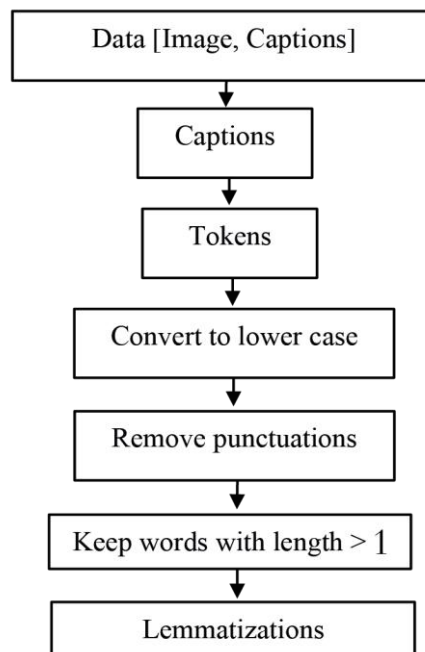 Data [Image, Captions]
Captions
Tokens
Convert to lower case
Remove punctuations
Keep words with length > 1
Lemmatizations